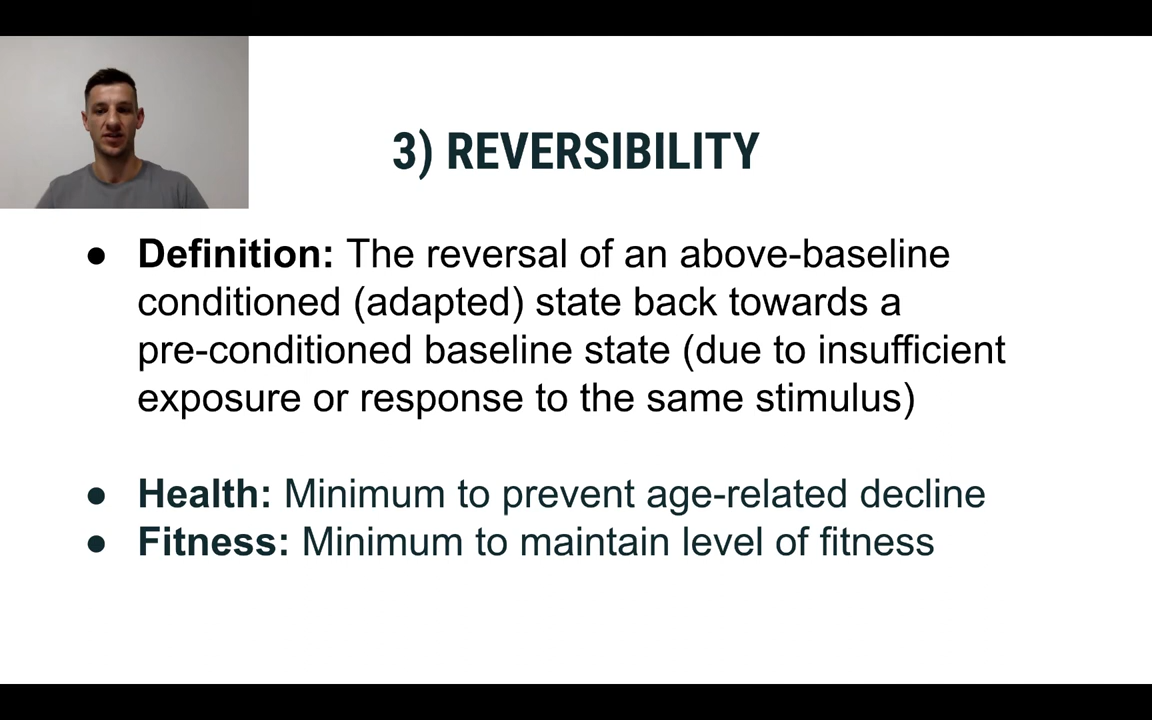 3) REVERSIBILITY
● Definition: The reversal of an above-baseline
conditioned (adapted) state back towards a
pre-conditioned baseline state (due to insufficient
exposure or response to the same stimulus)
● Health: Minimum to prevent age-related decline
● Fitness: Minimum to maintain level of fitness